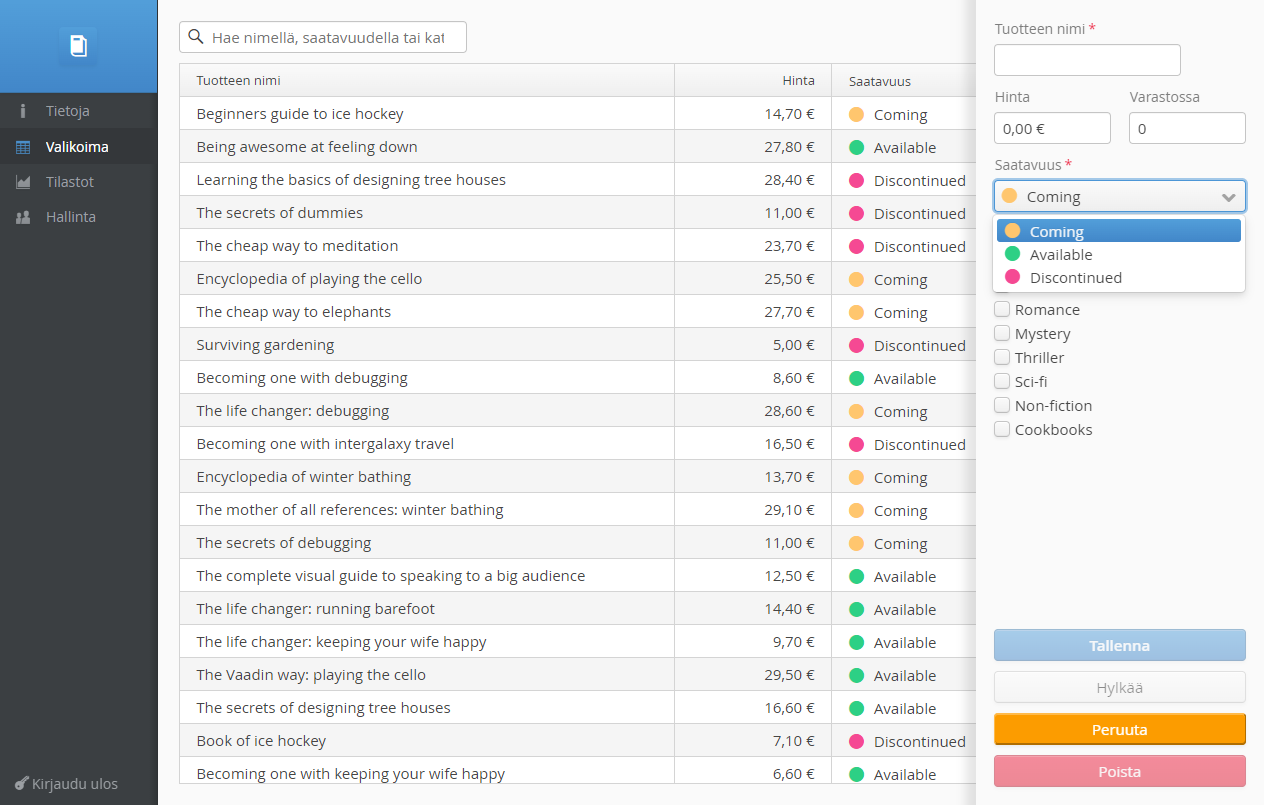 Tietoja
Valikoima
Tilastot
Hallinta
Kirjaudu ulos
Hae nimellä, saatavuudella tai kat
Tuotteen nimi Hinta Saatavuus
Beginners guide to ice hockey 14,70 € Coming
Being awesome at feeling down 27,80 € Available
Learning the basics of designing tree houses 28,40 € Discontinued
The secrets of dummies 11,00 € Discontinued
The cheap way to meditation 23,70 € Discontinued
Encyclopedia of playing the cello 25,50 € Coming
The cheap way to elephants 27,70 € Coming
Surviving gardening 5,00 € Discontinued
Becoming one with debugging 8,60 € Available
The life changer: debugging 28,60 € Coming
Becoming one with intergalaxy travel 16,50 € Discontinued
Encyclopedia of winter bathing 13,70 € Coming
The mother of all references: winter bathing 29,10 € Coming
The secrets of debugging 11,00 € Coming
The complete visual guide to speaking to a big audience 12,50 € Available
The life changer: running barefoot 14,40 € Available
The life changer: keeping your wife happy 9,70 € Available
The Vaadin way: playing the cello 29,50 € Available
The secrets of designing tree houses 16,60 € Available
Book of ice hockey 7,10 € Discontinued
Becoming one with keeping your wife happy 6,60 € Available
Tuotteen nimi *
Hinta Varastossa
0,00 € 0
Saatavuus *
Coming
Coming
Available
Discontinued
Romance
Mystery
Thriller
Sci-fi
Non-fiction
Cookbooks
Tallenna
Hylkää
Peruuta
Poista